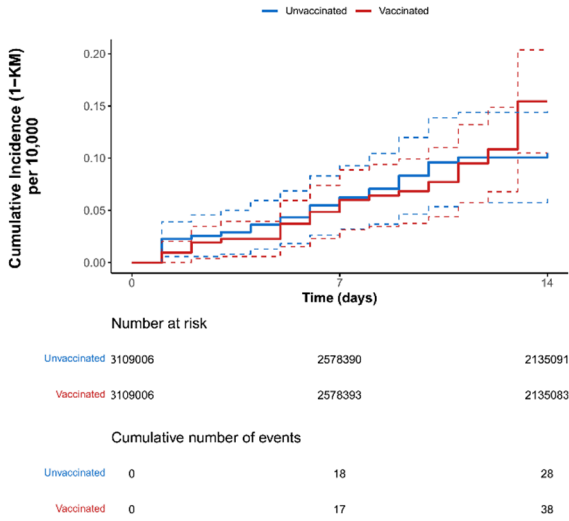 Unvaccinated Vaccinated
Cumulative Incidence (1−KM)
per 10,000
0.20
0.15
0.10
0.05
0.00
0 7 14
Time (days)
Number at risk
Unvaccinated 3109006 2578390 2135091
Vaccinated 3109006 2578393 2135083
Cumulative number of events
Unvaccinated 0 18 28
Vaccinated 0 17 38